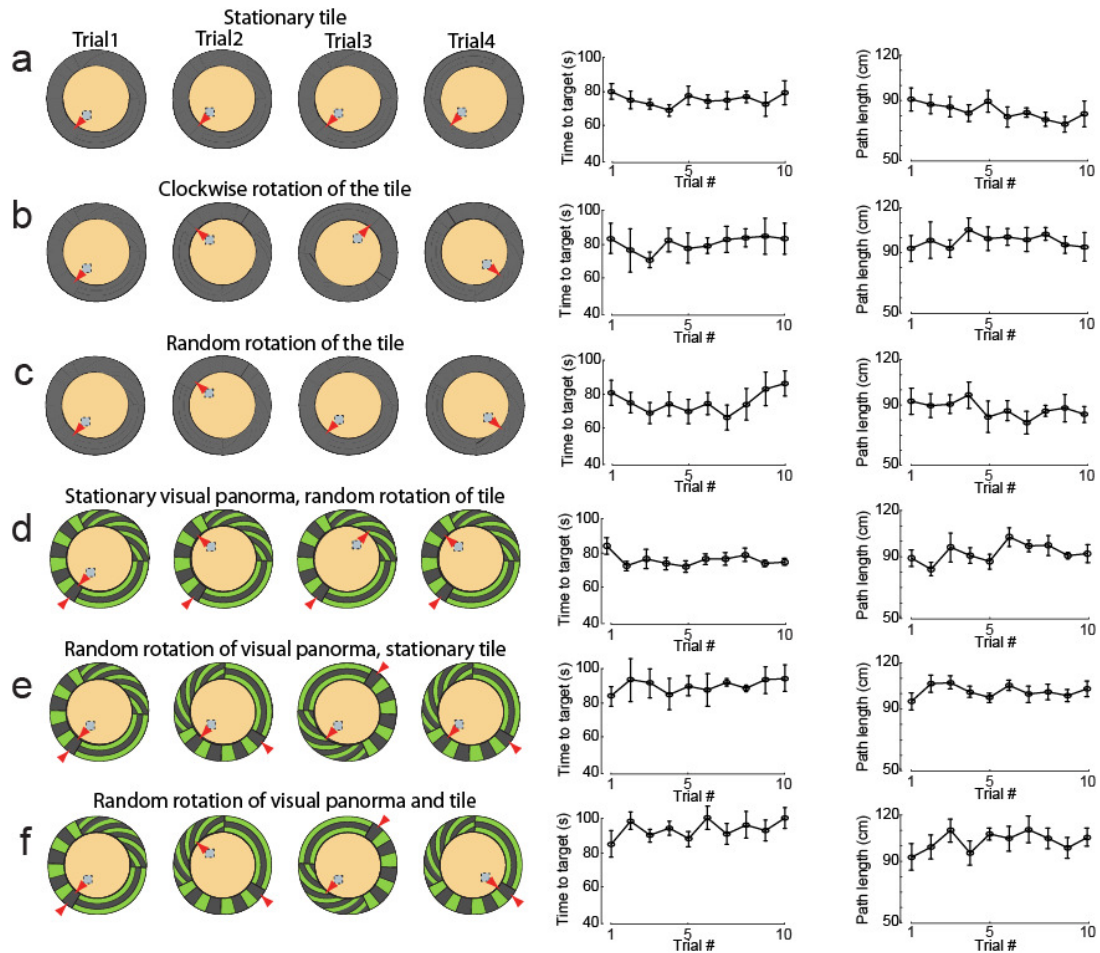 Stationary tile
Trial1 Trial2 Trial3 Trial4
a
Time to target (s)
100
80
60
40
1 5 10
Trial #
Path length (cm)
120
90
50
1 5 10
Trial #
Clockwise rotation of the tile
b
Time to target (s)
100
80
60
40
1 5 10
Trial #
Path length (cm)
120
90
50
1 5 10
Trial #
Random rotation of the tile
c
Time to target (s)
100
80
60
40
1 5 10
Trial #
Path length (cm)
120
90
50
1 5 10
Trial #
Stationary visual panorma, random rotation of tile
d
Time to target (s)
100
80
60
40
1 5 10
Trial #
Path length (cm)
120
90
50
1 5 10
Trial #
Random rotation of visual panorma, stationary tile
e
Time to target (s)
100
80
60
40
1 5 10
Trial #
Path length (cm)
120
90
50
1 5 10
Trial #
Random rotation of visual panorma and tile
f
Time to target (s)
100
80
60
40
1 5 10
Trial #
Path length (cm)
120
90
50
1 5 10
Trial #